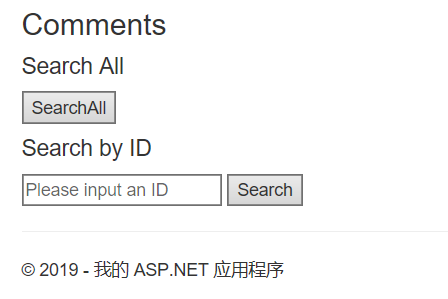 Comments
Search All
SearchAll
Search by ID
Please input an ID Search
© 2019 - 我的 ASP.NET 应用程序